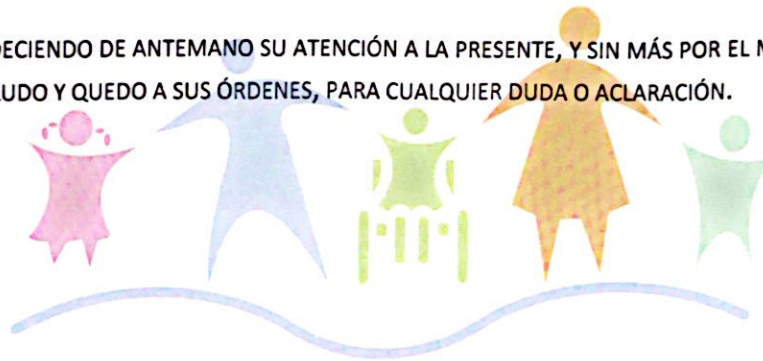 DECIENDO DE ANTEMANO SU ATENCIÓN A LA PRESENTE, Y SIN MÁS POR EL M
UDO Y QUEDO A SUS ÓRDENES, PARA CUALQUIER DUDA O ACLARACIÓN.